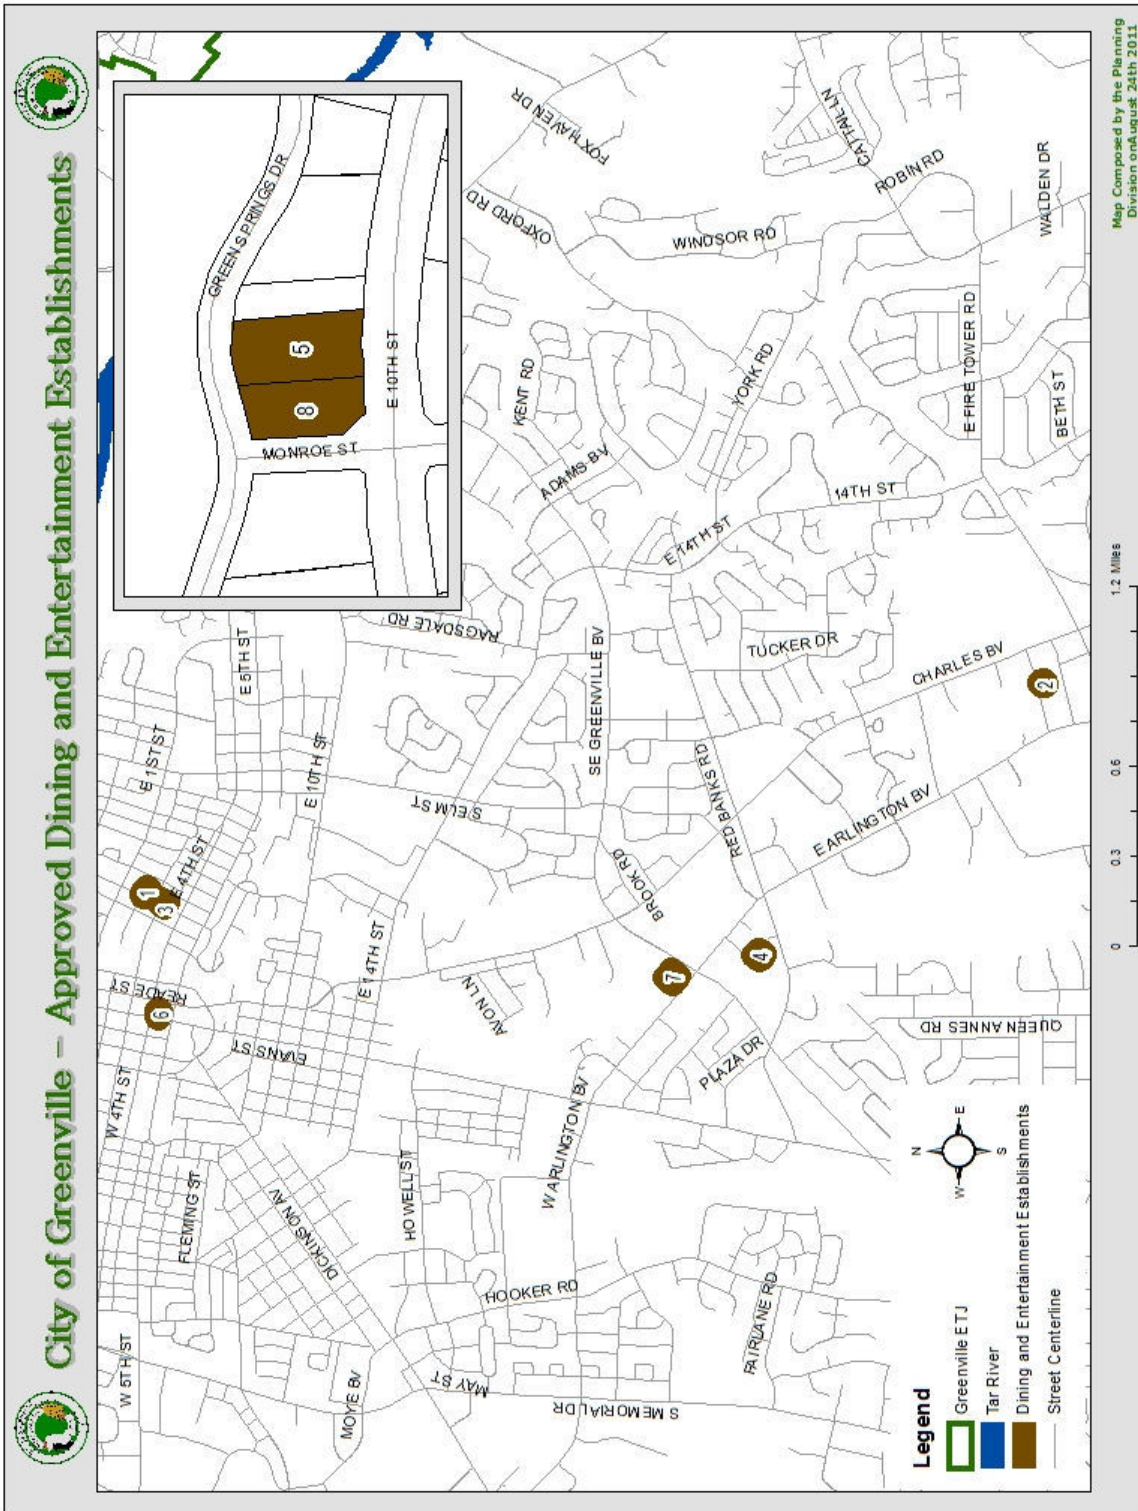 City of Greenville – Approved Dining and Entertainment Establishments
GREENSPRINGS DR
MONROE ST
8
5
E 10TH ST
W 5TH ST
W 4TH ST
READE ST
E 1ST ST
E 5TH ST
FLEMING ST
6
1
3
E 4TH ST
MOYE BV
DICKINSON AV
EVANS ST
E 10TH ST
RAGSDALE RD
FOXHAVEN DR
MAY ST
HOWELL ST
E 14TH ST
S ELM ST
OXFORD RD
AVON LN
KENT RD
HOOKER RD
ADAMS BV
S MEMORIAL DR
W ARLINGTON BV
SE GREENVILLE BV
BROOK RD
7
E 14TH ST
WINDSOR RD
PLAZA DR
4
RED BANKS RD
TUCKER DR
YORK RD
FAIRLANE RD
14TH ST
CATTAIL LN
E ARLINGTON BV
CHARLES BV
ROBIN RD
E FIRE TOWER RD
QUEEN ANNES RD
2
BETH ST
WALDEN DR
N
W
E
S
Legend
Greenville ETJ
Tar River
Dining and Entertainment Establishments
Street Centerline
0 0.3 0.6 1.2 Miles
Map Composed by the Planning
Division on August 24th 2011